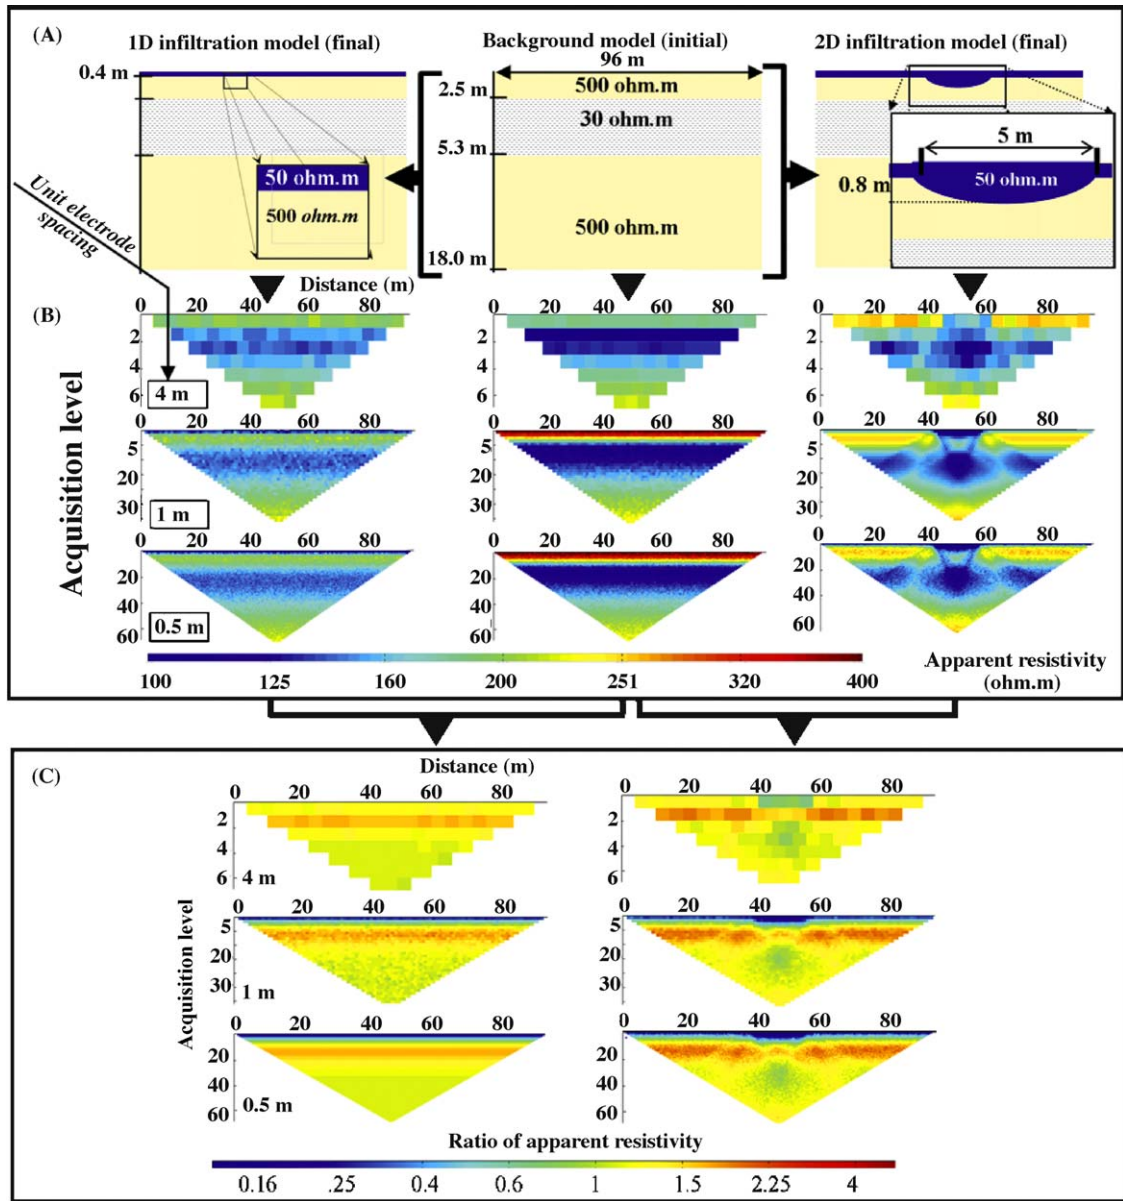 (A)
1D infiltration model (final)
Background model (initial)
2D infiltration model (final)
0.4 m
96 m
2.5 m
500 ohm.m
30 ohm.m
5.3 m
5 m
50 ohm.m
500 ohm.m
0.8 m
50 ohm.m
500 ohm.m
18.0 m
Unit electrode
spacing
Distance (m)
(B)
0 20 40 60 80
0 20 40 60 80
0 20 40 60 80
2
4
6
2
4
6
2
4
6
4 m
Acquisition level
0 20 40 60 80
0 20 40 60 80
0 20 40 60 80
5
20
30
5
20
30
5
20
30
1 m
0 20 40 60 80
0 20 40 60 80
0 20 40 60 80
20
40
60
20
40
60
20
40
60
0.5 m
100 125 160 200 251 320 400
Apparent resistivity
(ohm.m)
(C)
Distance (m)
0 20 40 60 80
0 20 40 60 80
2
4
6
2
4
6
4 m
Acquisition level
0 20 40 60 80
0 20 40 60 80
5
20
30
5
20
30
1 m
0 20 40 60 80
0 20 40 60 80
20
40
60
20
40
60
0.5 m
Ratio of apparent resistivity
0.16 .25 0.4 0.6 1 1.5 2.25 4